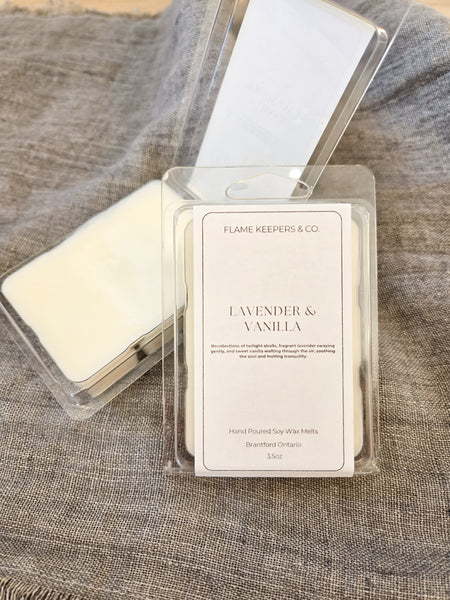 FLAME KEEPERS & CO.
LAVENDER &
VANILLA
Recollections of twilight strolls, fragrant lavender swaying
gently, and sweet vanilla wafting through the air, soothing
the soul and inviting tranquility
Hand Poured Soy Wax Melts
Brantford Ontario
3.5oz